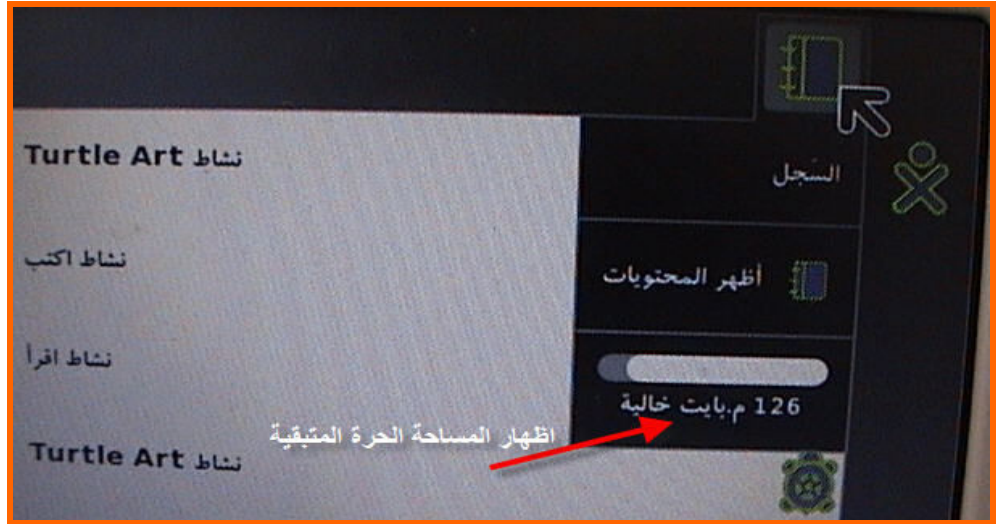 السَجل
نشاط Turtle Art
أظهر المحتويات
نشاط اكتب
نشاط اقرأ
126 م.بايت خالية
اظهار المساحة الحرة المتبقية
نشاط Turtle Art